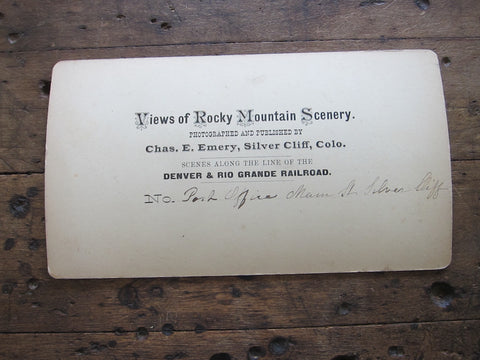 Views of Rocky Mountain Scenery.
PHOTOGRAPHED AND PUBLISHED BY
Chas. E. Emery, Silver Cliff, Colo.
SCENES ALONG THE LINE OF THE
DENVER & RIO GRANDE RAILROAD.
No. Post Office Main St Silver Cliff